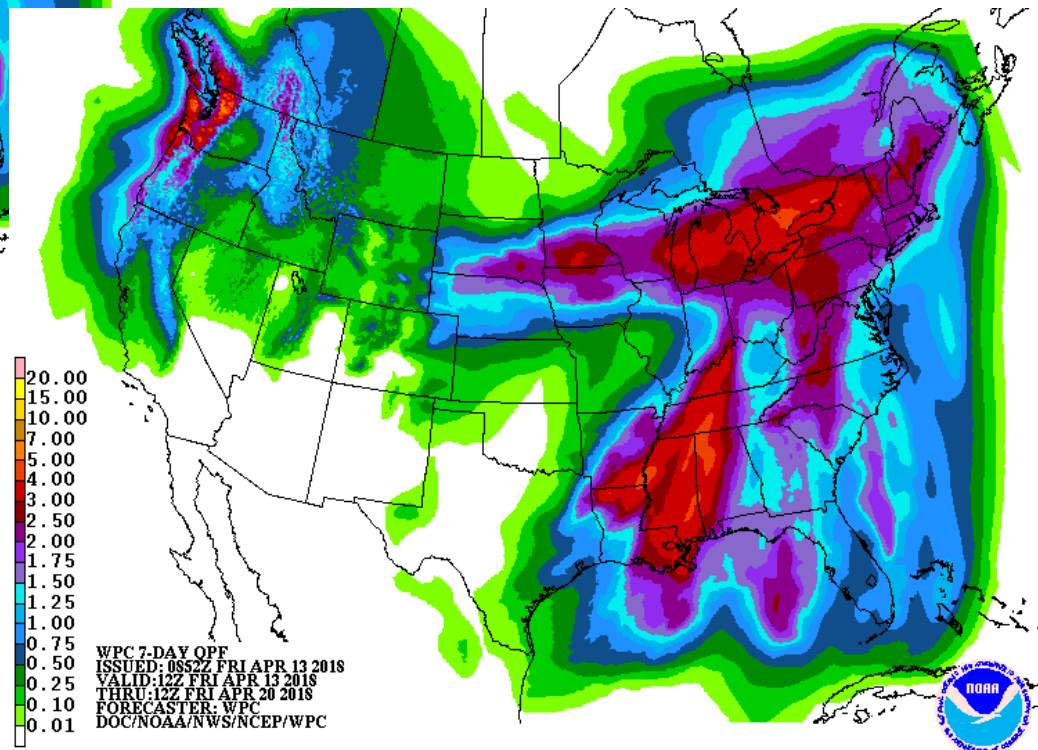 20.00
15.00
10.00
7.00
5.00
4.00
3.00
2.50
2.00
1.75
1.50
1.25
1.00
0.75
0.50
0.25
0.10
0.01
WPC 7-DAY QPF
ISSUED: 0852Z FRI APR 13 2018
VALID:12Z FRI APR 13 2018
THRU:12Z FRI APR 20 2018
FORECASTER: WPC
DOC/NOAA/NWS/NCEP/WPC
NOAA